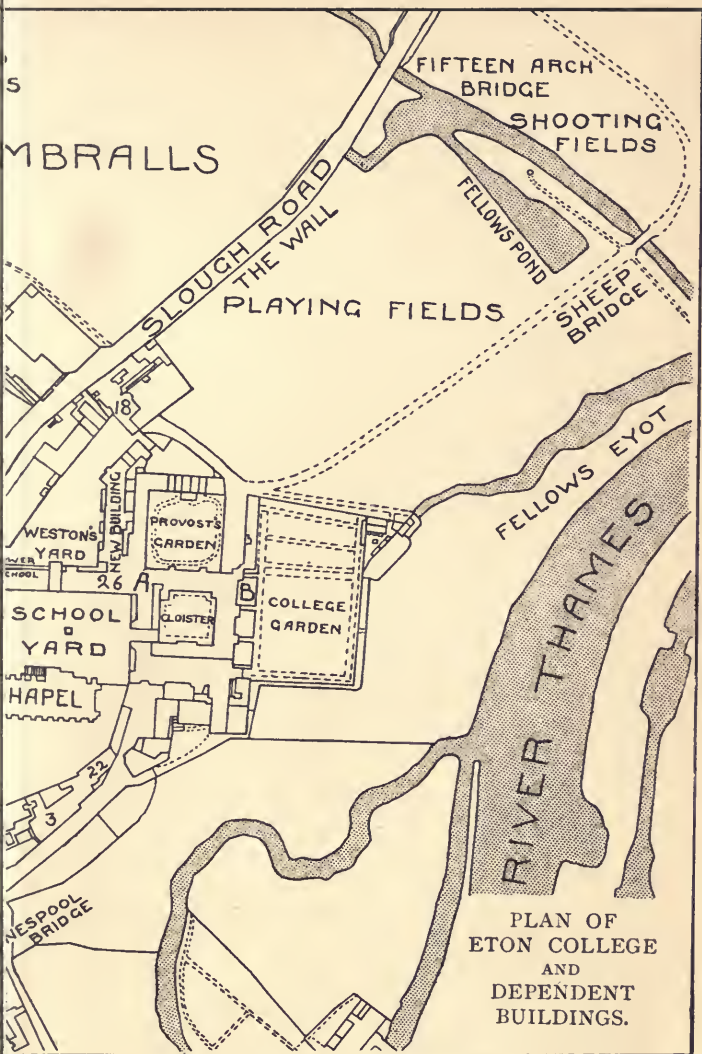 S
MBRALLS
FIFTEEN ARCH
BRIDGE
SHOOTING
FIELDS
FELLOWS POND
SLOUGH ROAD
THE WALL
PLAYING FIELDS
SHEEP
BRIDGE
18
FELLOWS EYOT
NEW BUILDING
PROVOST'S
GARDEN
WESTON'S
YARD
OWER
SCHOOL
26
A
B
SCHOOL
YARD
CLOISTER
COLLEGE
GARDEN
HAPEL
RIVER THAMES
22
3
NESPOOL
BRIDGE
PLAN OF
ETON COLLEGE
AND
DEPENDENT
BUILDINGS.